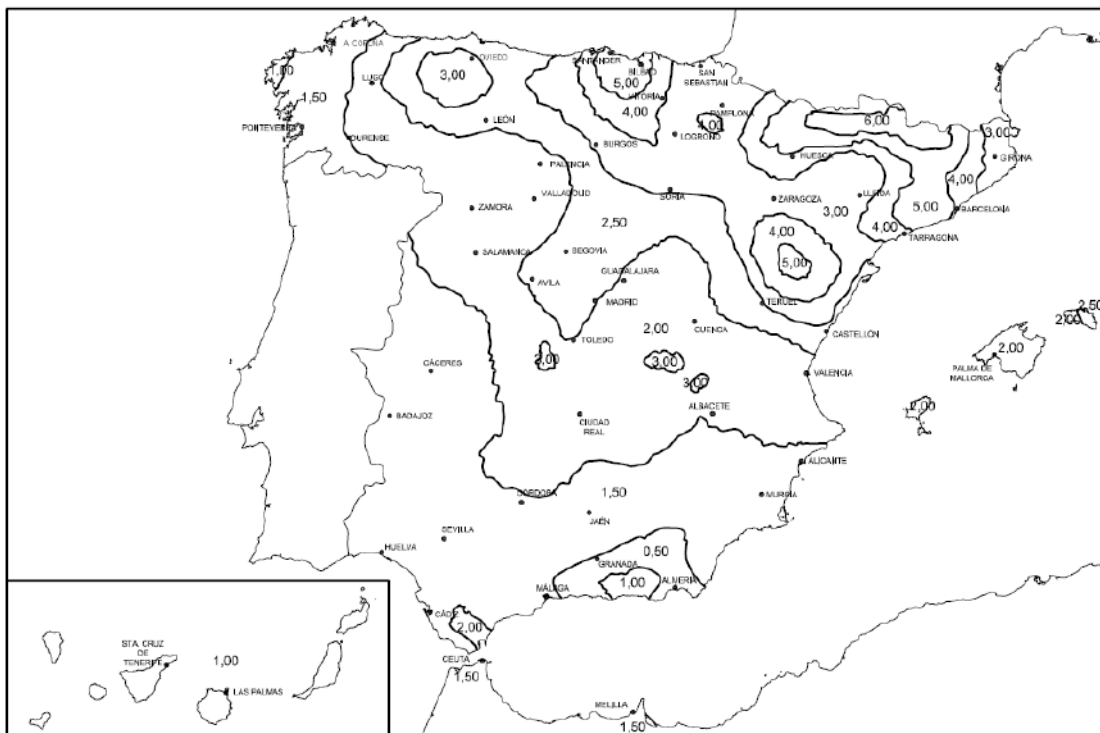 A CORUÑA
OVIEDO
SANTANDER
BILBAO
SAN
SEBASTIAN
1,00
LUGO
3,00
5,00
VITORIA
1,50
4,00
PAMPLONA
6,00
3,00
PONTEVEDRA
LEÓN
4,00
LOGROÑO
GIRONA
OURENSE
BURGOS
HUESCA
PALENCIA
4,00
VALLADOLID
SORIA
ZARAGOZA
LLEIDA
5,00
BARCELONA
ZAMORA
3,00
2,50
4,00
4,00
TARRAGONA
SALAMANCA
SEGOVIA
5,00
AVILA
GUADALAJARA
MADRID
TERUEL
2,50
2,00
2,00
CUENCA
CASTELLÓN
TOLEDO
2,00
2,00
3,00
CÁCERES
PALMA DE
MALLORCA
VALENCIA
3,00
BADAJOZ
CIUDAD
REAL
ALBACETE
2,00
ALICANTE
CÓRDOBA
1,50
MURCIA
JAÉN
SEVILLA
HUELVA
0,50
GRANADA
1,00
ALMERÍA
MÁLAGA
CÁDIZ
2,00
STA. CRUZ
DE
TENERIFE
1,00
CEUTA
1,50
LAS PALMAS
MELILLA
1,50